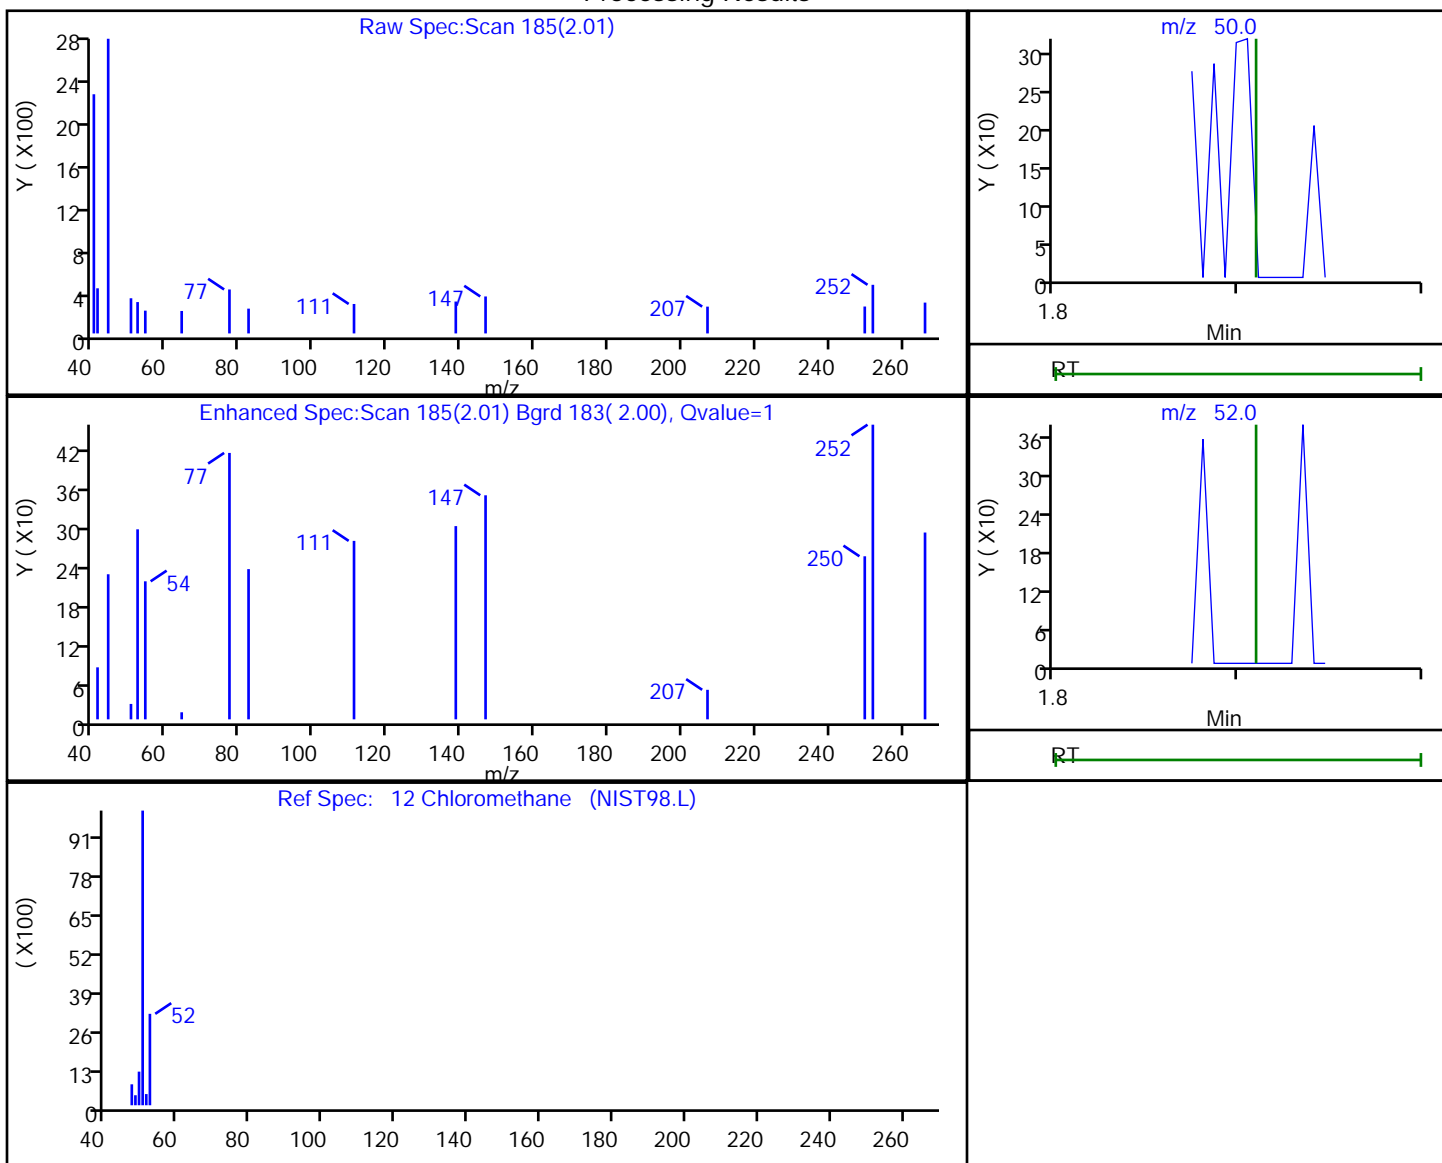 Processing Results
Raw Spec:Scan 185(2.01)
Y ( X100)
28
24
20
16
12
8
4
0
77
111
147
207
252
40 60 80 100 120 140 160 180 200 220 240 260
m/z
m/z 50.0
Y ( X10)
30
25
20
15
10
5
0
1.8
Min
RT
Enhanced Spec:Scan 185(2.01) Bgrd 183( 2.00), Qvalue=1
Y ( X10)
42
36
30
24
18
12
6
0
54
77
111
147
207
250
252
40 60 80 100 120 140 160 180 200 220 240 260
m/z
m/z 52.0
Y ( X10)
36
30
24
18
12
6
0
1.8
Min
RT
Ref Spec: 12 Chloromethane (NIST98.L)
( X100)
91
78
65
52
39
26
13
0
52
40 60 80 100 120 140 160 180 200 220 240 260